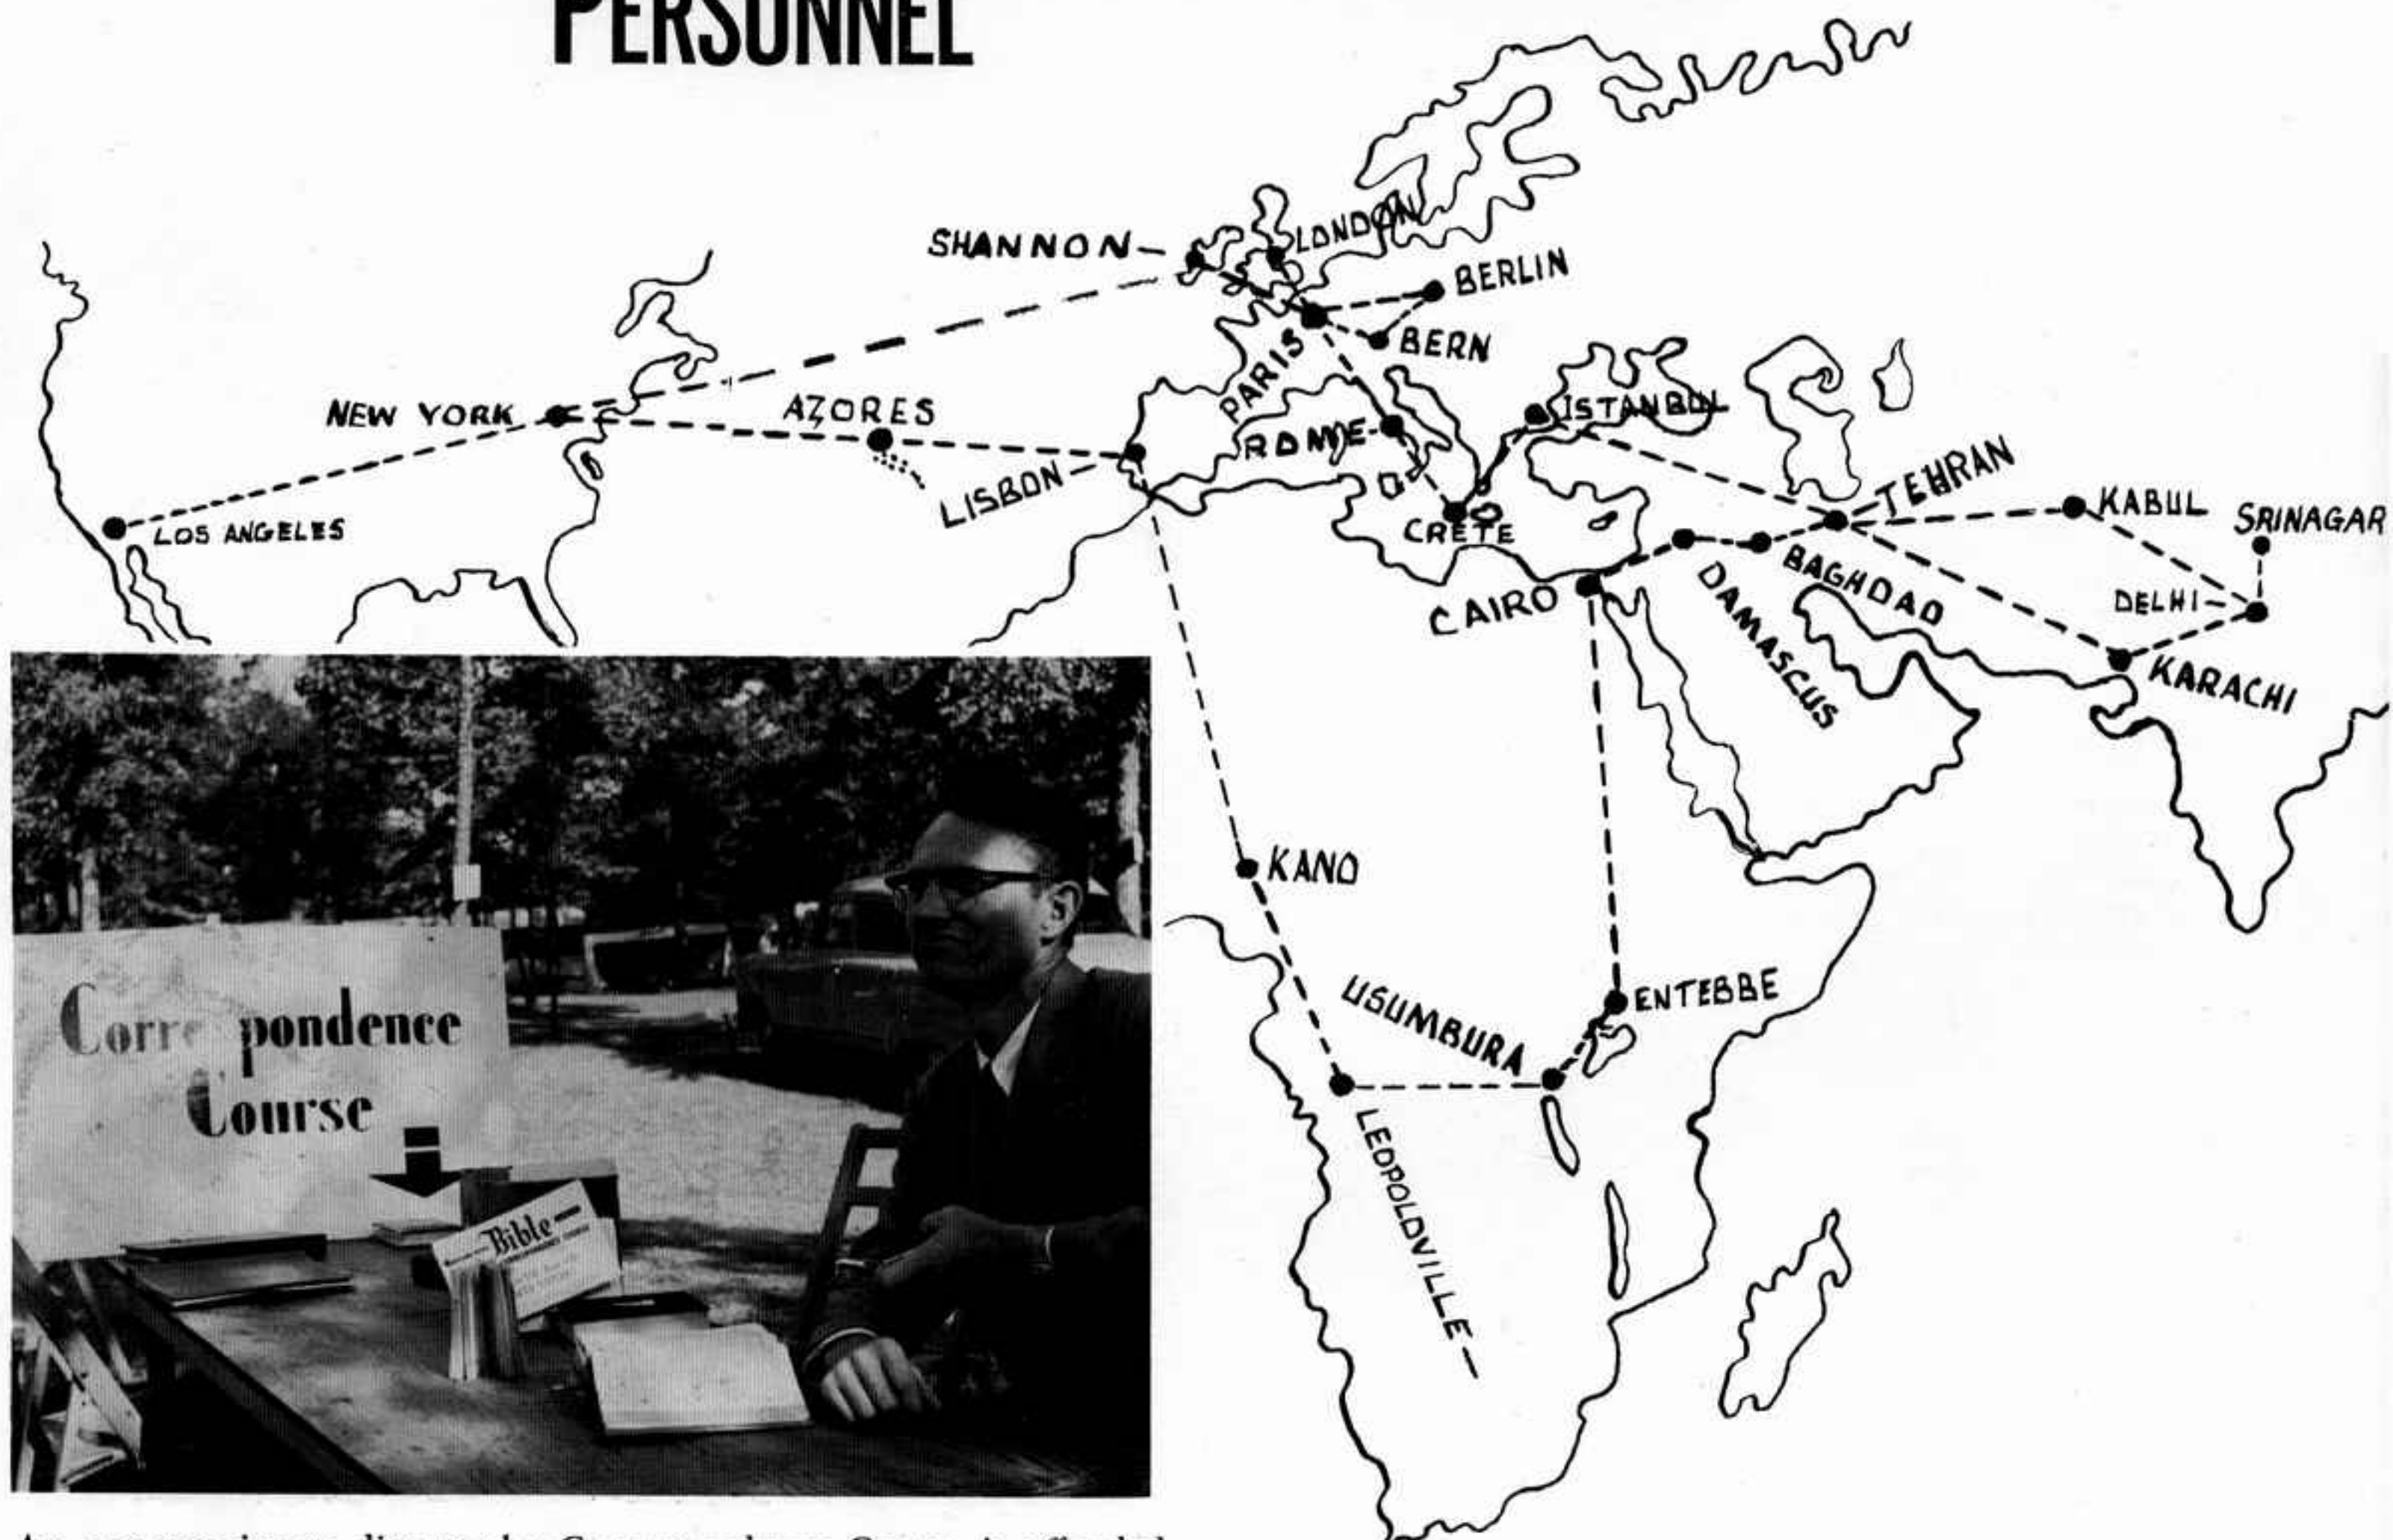 PERSONNEL
SHANNON
LONDON
BERLIN
BERN
PARIS
NEW YORK
AZORES
ROME
ISTANBUL
LISBON
TEHRAN
KABUL
SRINAGAR
LOS ANGELES
CRETE
BAGHDAD
DELHI
CAIRO
DAMASCUS
KARACHI
KANO
USUMBURA
ENTEBBE
LEOPOLDVILLE
Corre pondence
Course
Bible